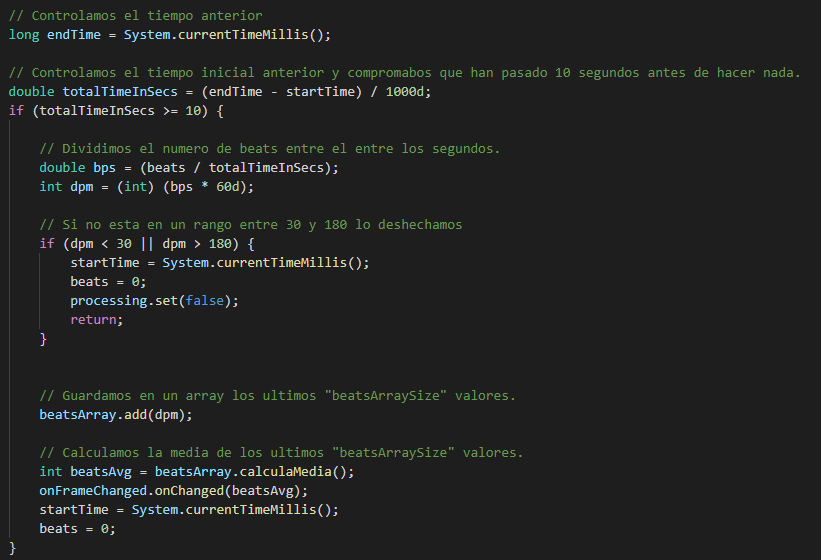 // Controlamos el tiempo anterior
long endTime = System.currentTimeMillis();
// Controlamos el tiempo inicial anterior y compromabos que han pasado 10 segundos antes de hacer nada.
double totalTimeInSecs = (endTime - startTime) / 1000d;
if (totalTimeInSecs >= 10) {
// Dividimos el numero de beats entre el entre los segundos.
double bps = (beats / totalTimeInSecs);
int dpm = (int) (bps * 60d);
// Si no esta en un rango entre 30 y 180 lo deshechamos
if (dpm < 30 || dpm > 180) {
startTime = System.currentTimeMillis();
beats = 0;
processing.set(false);
return;
}
// Guardamos en un array los ultimos "beatsArraySize" valores.
beatsArray.add(dpm);
// Calculamos la media de los ultimos "beatsArraySize" valores.
int beatsAvg = beatsArray.calculaMedia();
onFrameChanged.onChanged(beatsAvg);
startTime = System.currentTimeMillis();
beats = 0;
}